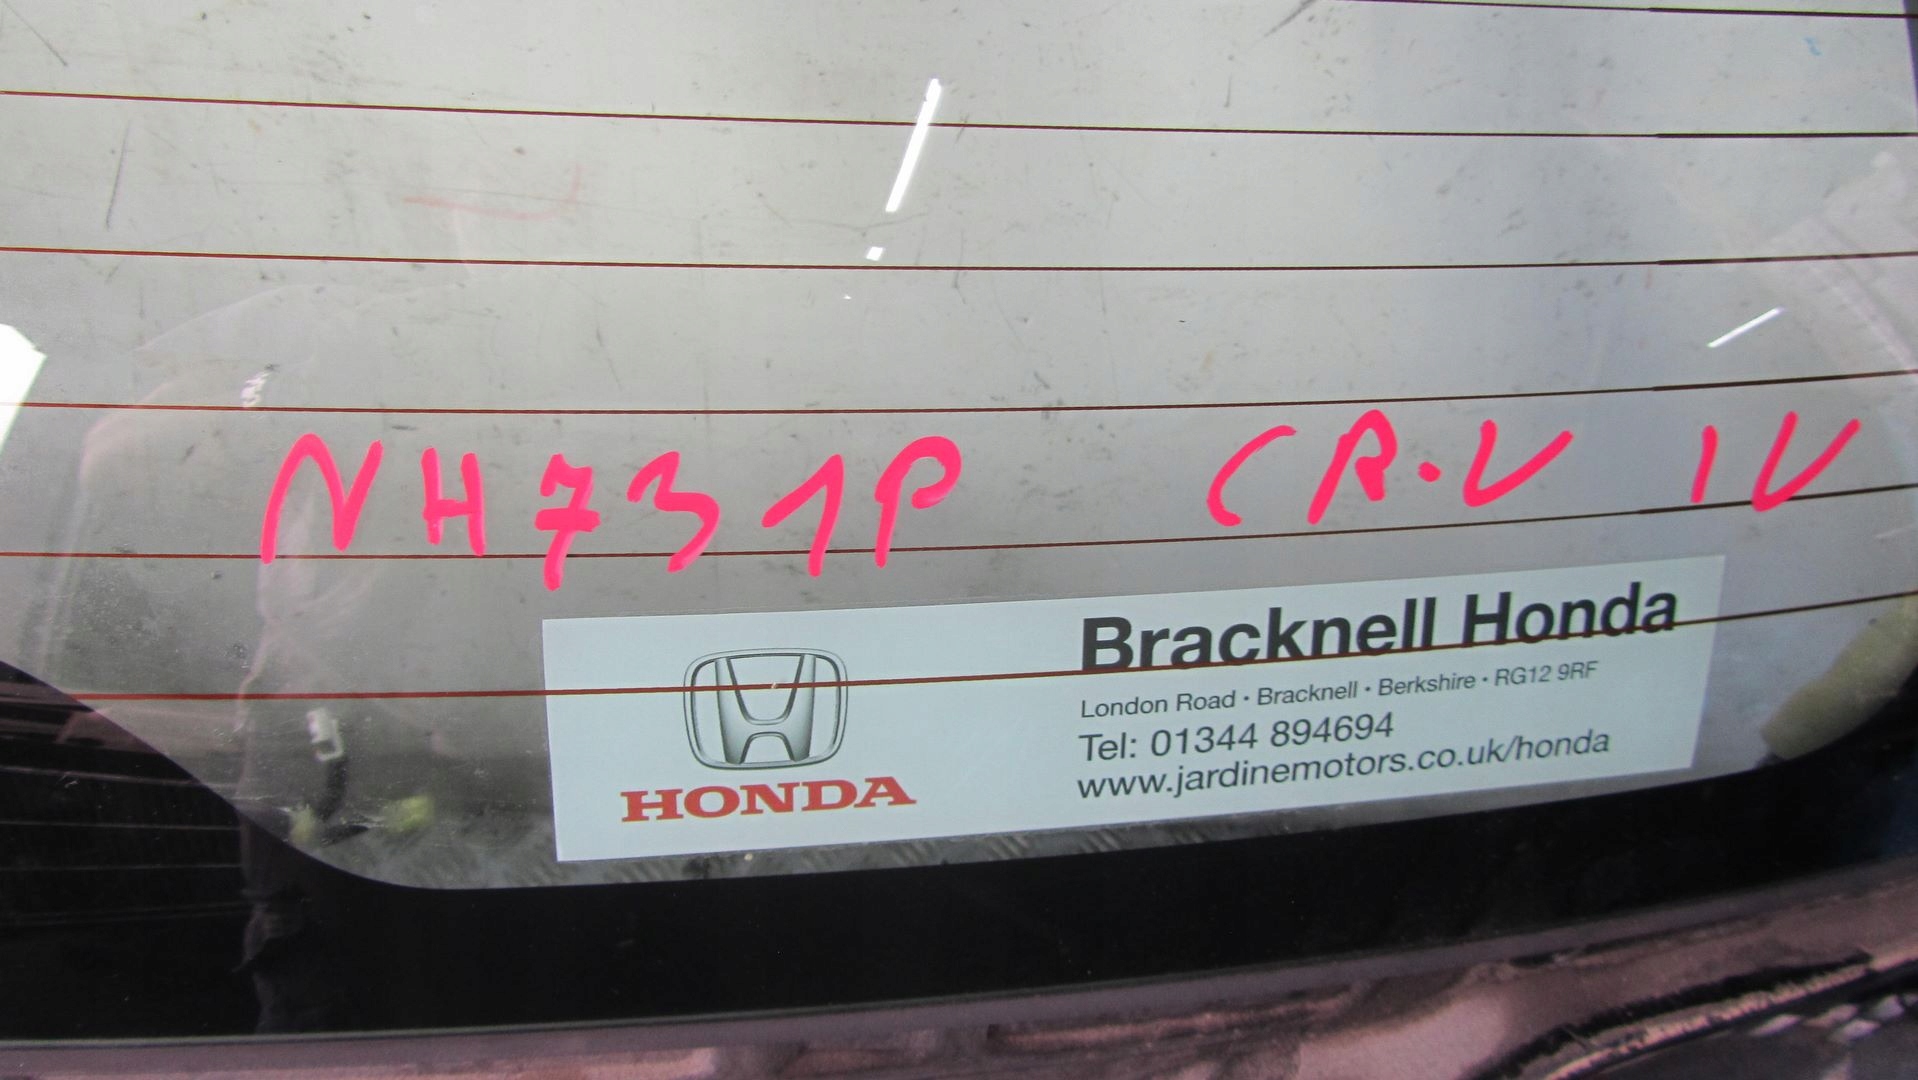 NH731P CR-V IV
Bracknell Honda
London Road • Bracknell • Berkshire • RG12 9RF
Tel: 01344 894694
www.jardinemotors.co.uk/honda
HONDA